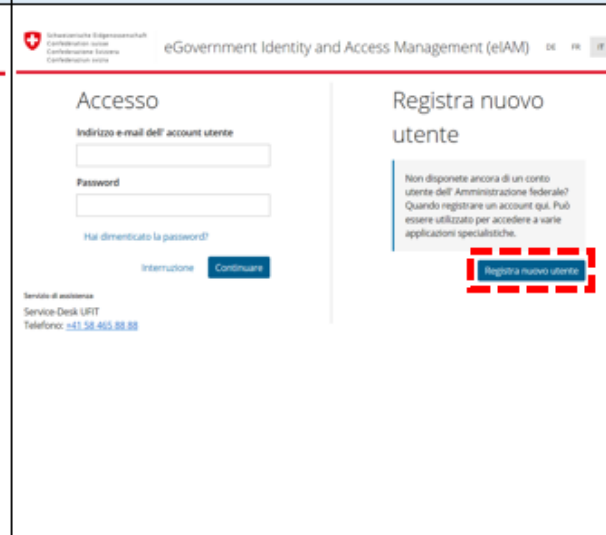 Schweizerische Eidgenossenschaft
Confédération suisse
Confederazione Svizzera
Confederaziun svizra
eGovernment Identity and Access Management (eIAM)
DE FR IT
Accesso
Indirizzo e-mail dell' account utente
Password
Hai dimenticato la password?
Interruzione Continuare
Servizio di assistenza
Service-Desk UFIT
Telefono: +41 58 465 88 88
Registra nuovo
utente
Non disponete ancora di un conto
utente dell' Amministrazione federale?
Quando registrare un account qui. Può
essere utilizzato per accedere a varie
applicazioni specialistiche.
Registra nuovo utente